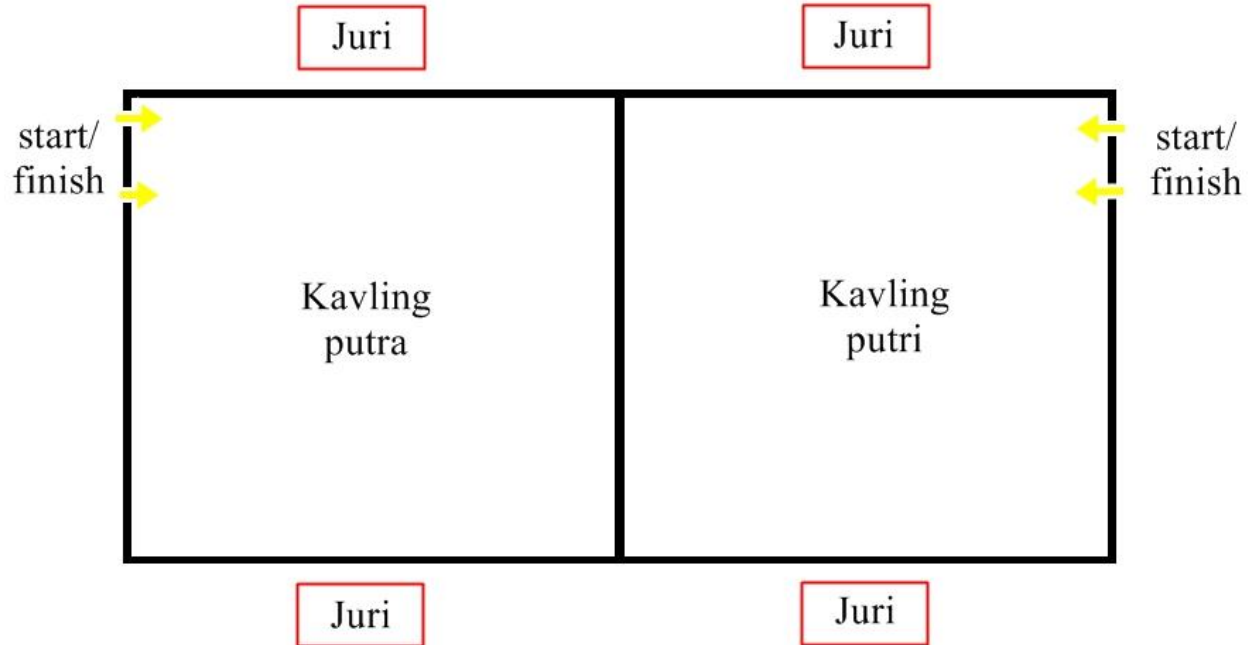 Juri
Juri
start/
finish
start/
finish
Kavling
putra
Kavling
putri
Juri
Juri